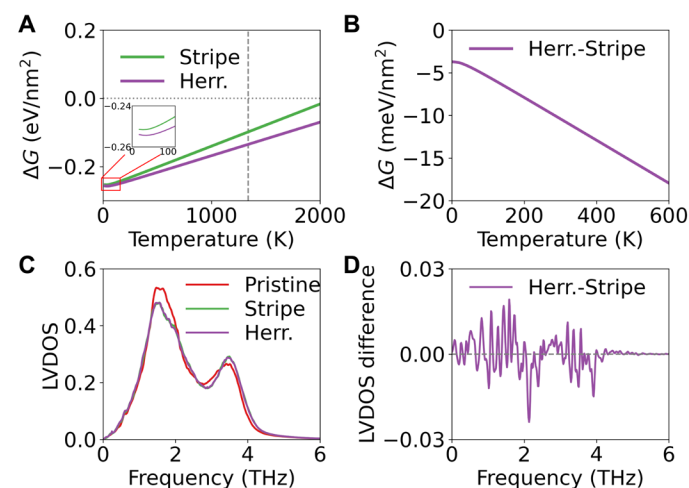 A
ΔG (eV/nm²)
0.2
0.0
−0.2
Stripe
Herr.
−0.24
−0.26
0
100
0
1000
2000
Temperature (K)
B
ΔG (meV/nm²)
0
−5
−10
−15
−20
Herr.-Stripe
0
200
400
600
Temperature (K)
C
LVDOS
0.6
0.4
0.2
0.0
Pristine
Stripe
Herr.
0
2
4
6
Frequency (THz)
D
LVDOS difference
0.03
0.00
−0.03
Herr.-Stripe
0
2
4
6
Frequency (THz)